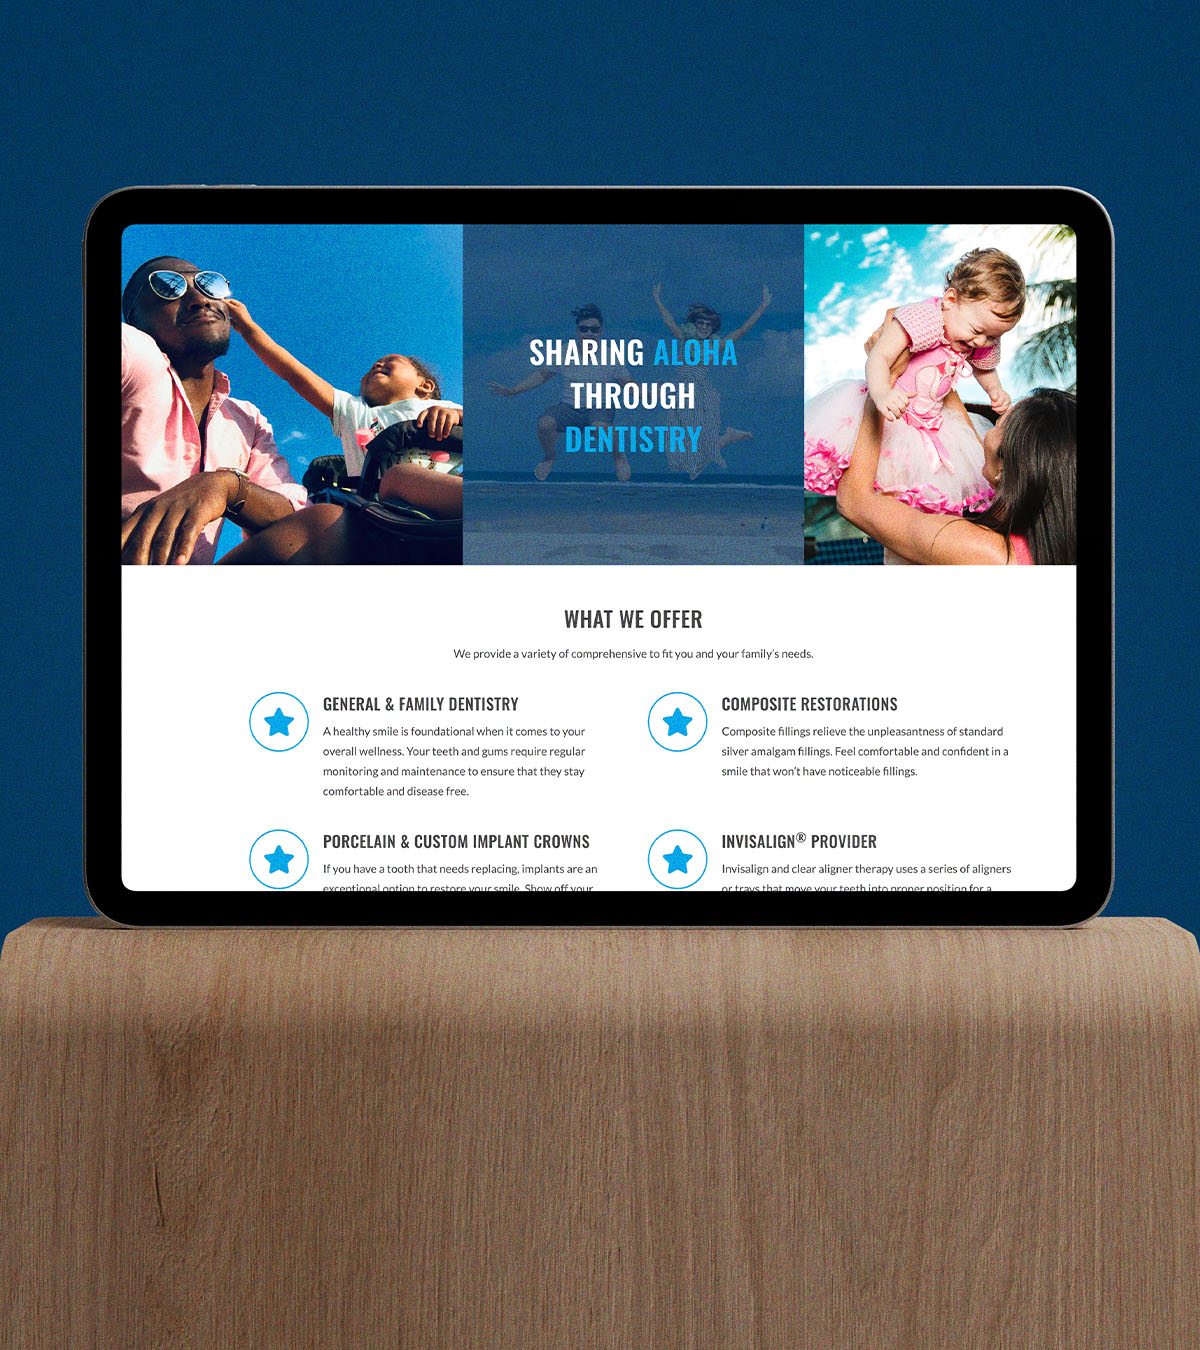 SHARING ALOHA
THROUGH
DENTISTRY
WHAT WE OFFER
We provide a variety of comprehensive to fit you and your family's needs.
GENERAL & FAMILY DENTISTRY
A healthy smile is foundational when it comes to your
overall wellness. Your teeth and gums require regular
monitoring and maintenance to ensure that they stay
comfortable and disease free.
COMPOSITE RESTORATIONS
Composite fillings relieve the unpleasantness of standard
silver amalgam fillings. Feel comfortable and confident in a
smile that won't have noticeable fillings.
PORCELAIN & CUSTOM IMPLANT CROWNS
If you have a tooth that needs replacing, implants are an
exceptional option to restore your smile. Show off your
INVISALIGN® PROVIDER
Invisalign and clear aligner therapy uses a series of aligners
or trays that move your teeth into proper position for a